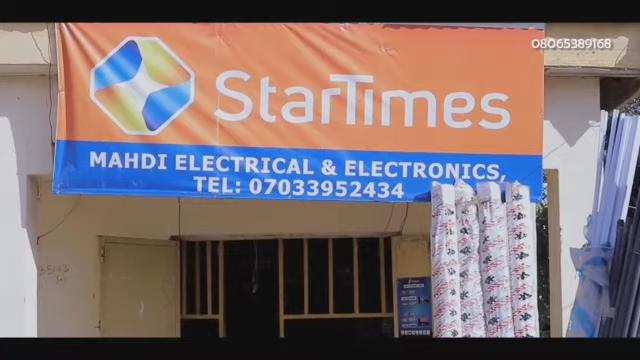 08065389168
StarTimes
MAHDI ELECTRICAL & ELECTRONICS,
TEL: 07033952434